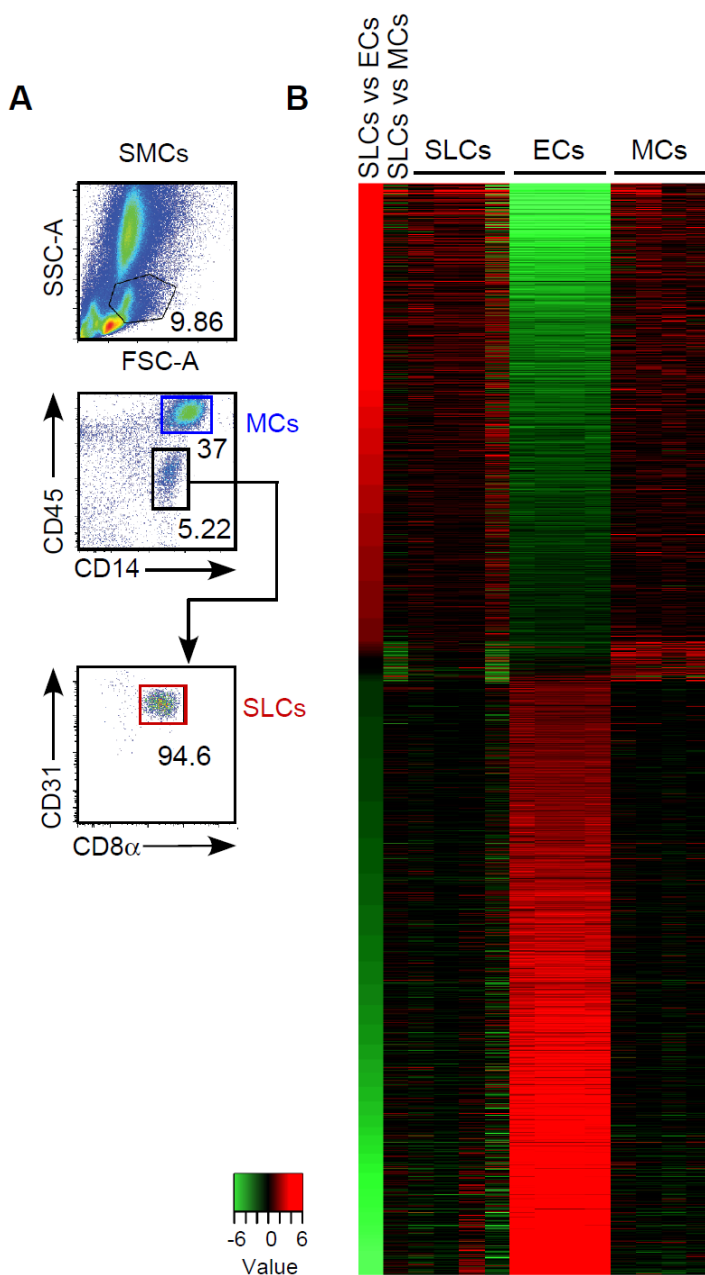 A
SMCs
SSC-A
9.86
FSC-A
MCs
37
CD45
5.22
CD14
SLCs
94.6
CD31
CD8α
-6 0 6
Value
B
SLCs vs ECs
SLCs vs MCs
SLCs ECs MCs